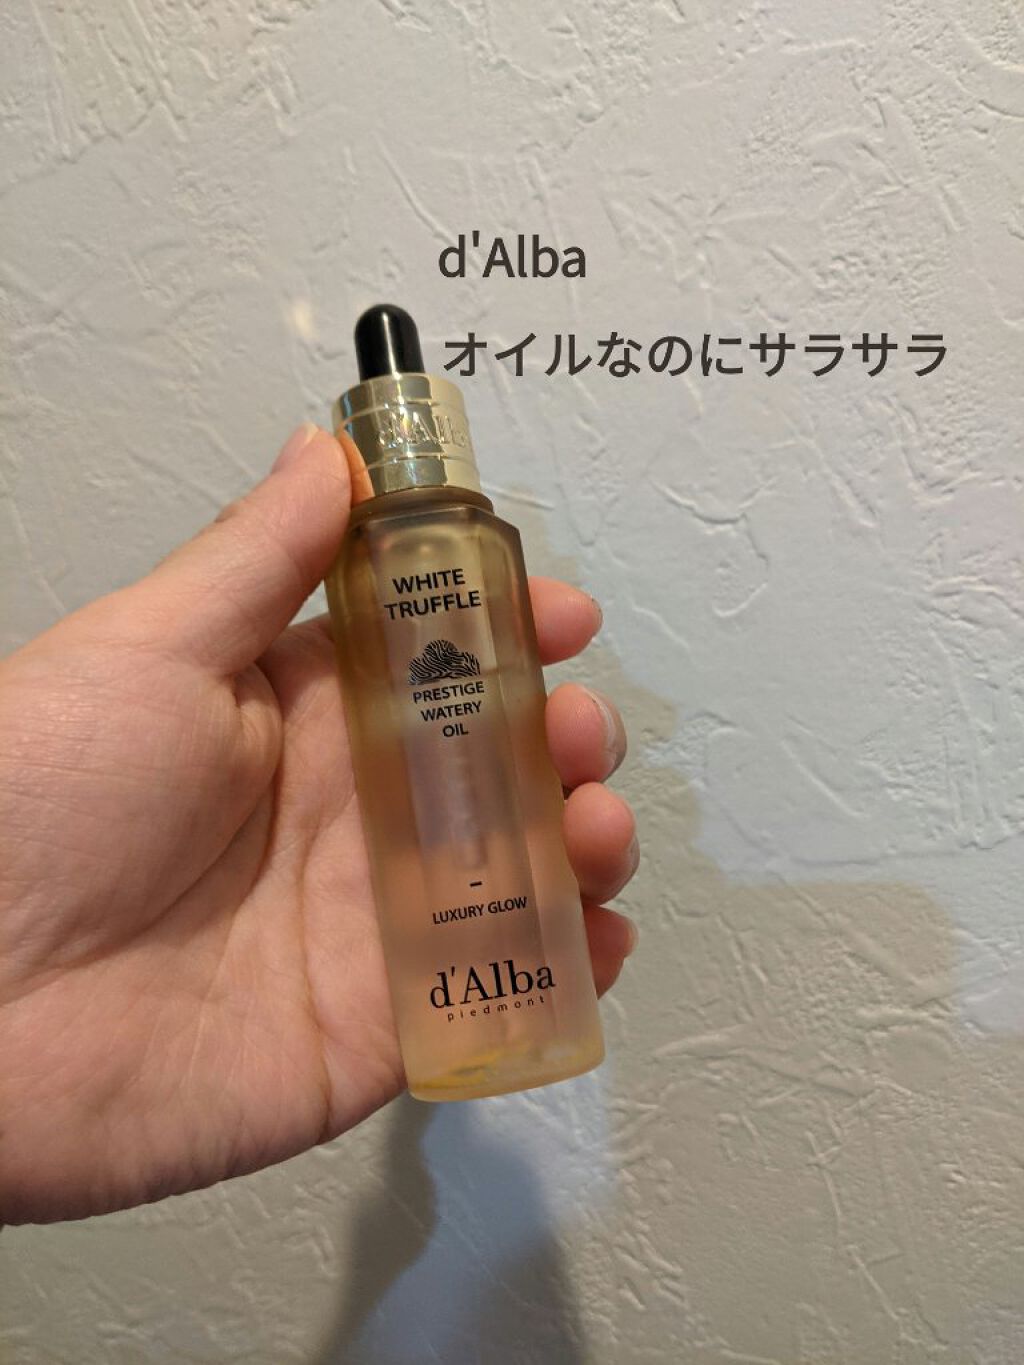 d'Alba
オイルなのにサラサラ
d'Alba
WHITE
TRUFFLE
PRESTIGE
WATERY
OIL
LUXURY GLOW
d'Alba
piedmont